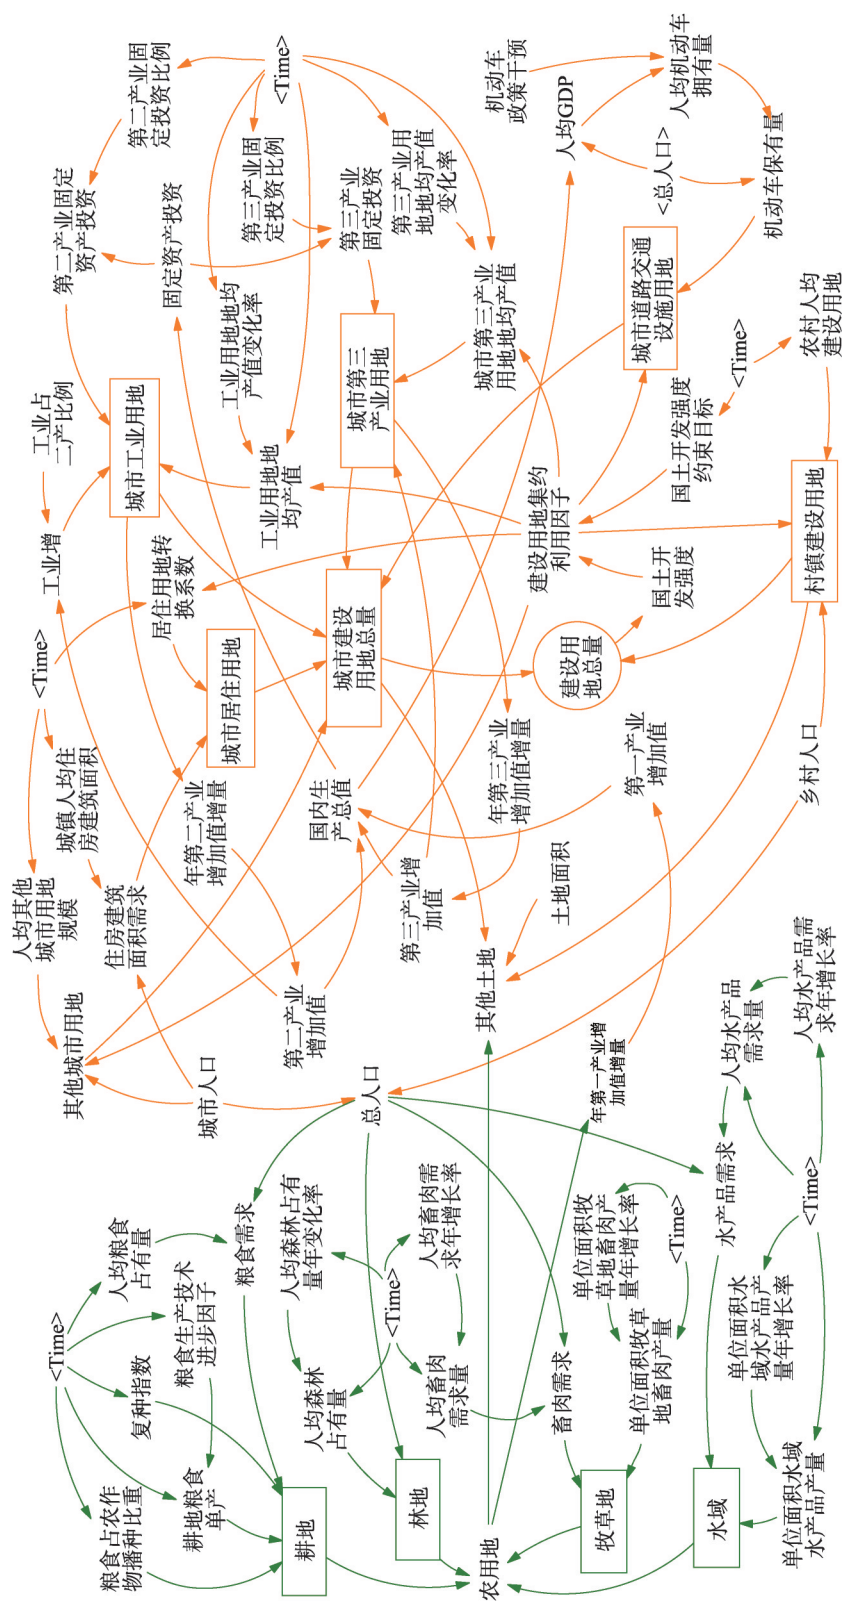 <Time>
粮食占农作
物播种比重
复种指数
人均粮食
占有量
耕地粮食
单产
粮食生产技术
进步因子
粮食需求
耕地
人均森林占有
量年变化率
人均森林
占有量
<Time>
林地
人均畜肉
需求量
人均畜肉需
求年增长率
总人口
农用地
畜肉需求
单位面积牧
草地畜肉产
量年增长率
牧草地
单位面积牧草
地畜肉产量
<Time>
年第一产业增
加值增量
水域
水产品需求
人均水产品
需求量
单位面积水
域水产品产
量年增长率
单位面积水域
水产品产量
<Time>
人均水产品需
求年增长率
其他城市用地
人均其他
城市用地
规模
城镇人均住
房建筑面积
<Time>
工业增
工业占
二产比例
第二产业固定
资产投资
第二产业固
定投资比例
城市人口
住房建筑
面积需求
年第二产业
增加值增量
居住用地转
换系数
城市工业用地
固定资产投资
城市居住用地
工业用地地均
产值变化率
第三产业固
定投资比例
<Time>
第二产业
增加值
国内生
产总值
工业用地地
均产值
城市建设
用地总量
城市第三
产业用地
第三产业
固定投资
第三产业用
地地均产值
变化率
第三产业增
加值
其他土地
年第三产业
增加值增量
城市第三产业
用地地均产值
机动车
政策干预
土地面积
建设用
地总量
建设用地集约
利用因子
人均GDP
第一产业
增加值
国土开
发强度
国土开发强度
约束目标
城市道路交通
设施用地
<总人口>
人均机动车
拥有量
<Time>
机动车保有量
乡村人口
村镇建设用地
农村人均
建设用地